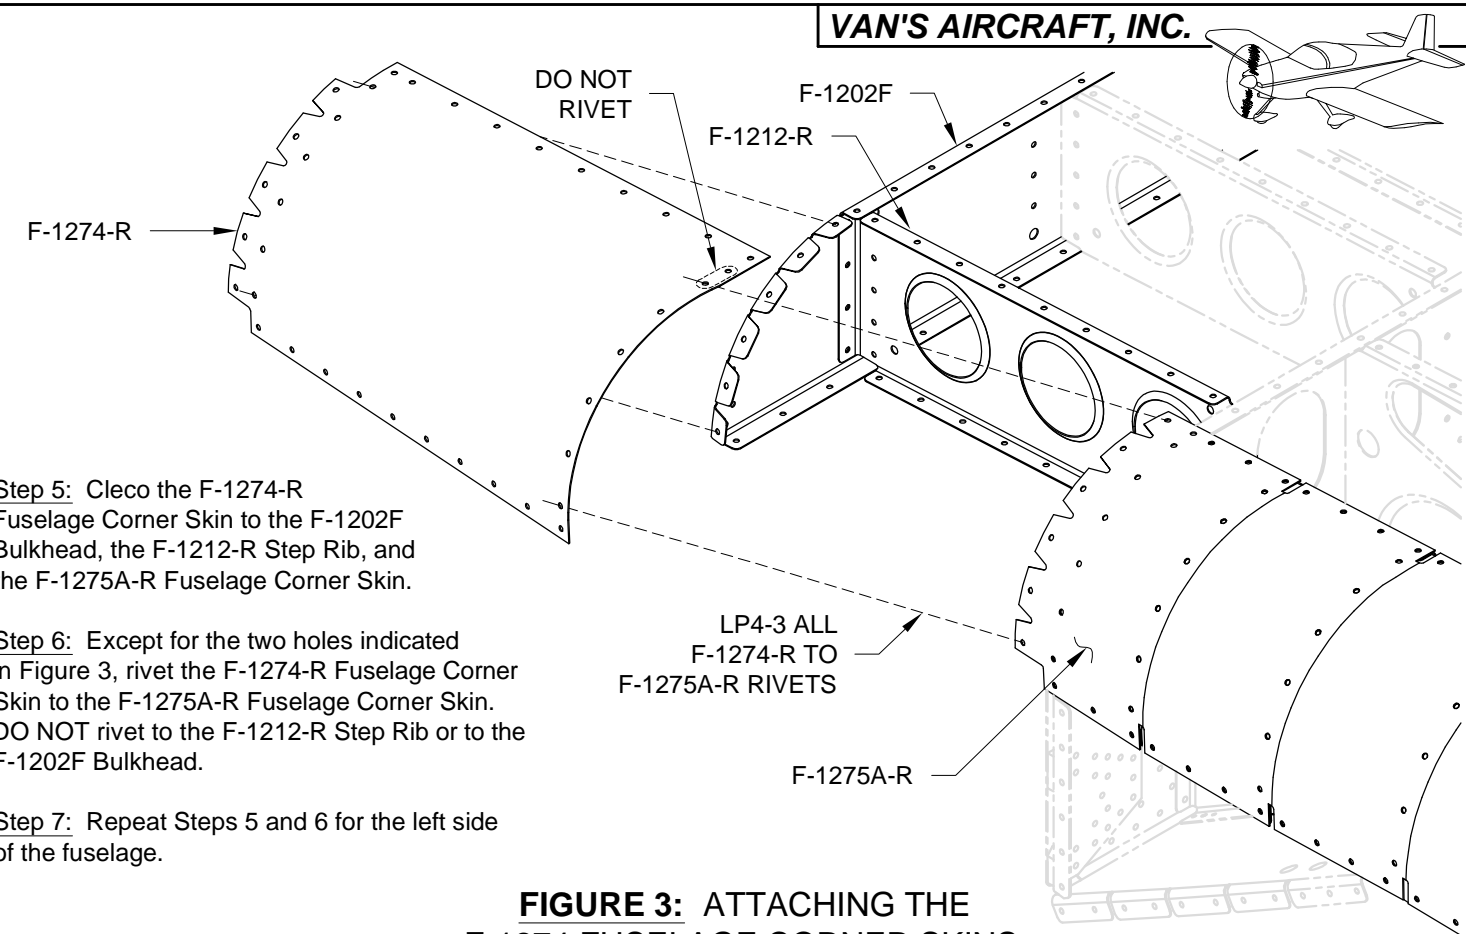 VAN'S AIRCRAFT, INC.
DO NOT
RIVET
F-1202F
F-1212-R
F-1274-R
Step 5: Cleco the F-1274-R
Fuselage Corner Skin to the F-1202F
Bulkhead, the F-1212-R Step Rib, and
the F-1275A-R Fuselage Corner Skin.
Step 6: Except for the two holes indicated
in Figure 3, rivet the F-1274-R Fuselage Corner
Skin to the F-1275A-R Fuselage Corner Skin.
DO NOT rivet to the F-1212-R Step Rib or to the
F-1202F Bulkhead.
Step 7: Repeat Steps 5 and 6 for the left side
of the fuselage.
LP4-3 ALL
F-1274-R TO
F-1275A-R RIVETS
F-1275A-R
FIGURE 3: ATTACHING THE
F-1274 FUSELAGE CORNER SKINS